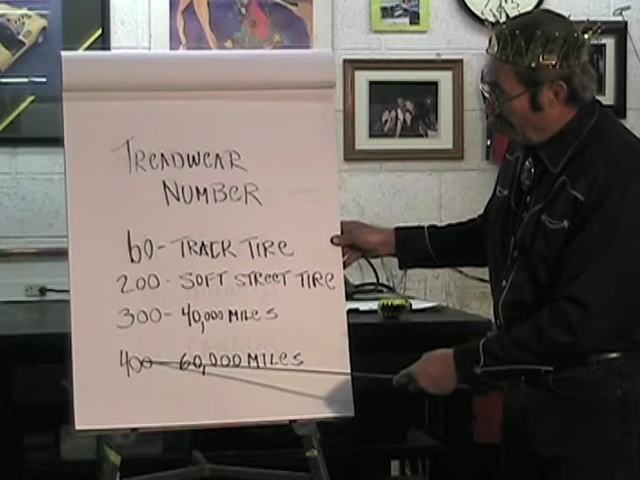 TREADWEAR
NUMBER
60- TRACK TIRE
200- SOFT STREET TIRE
300- 40,000 MILES
400- 60,000 MILES